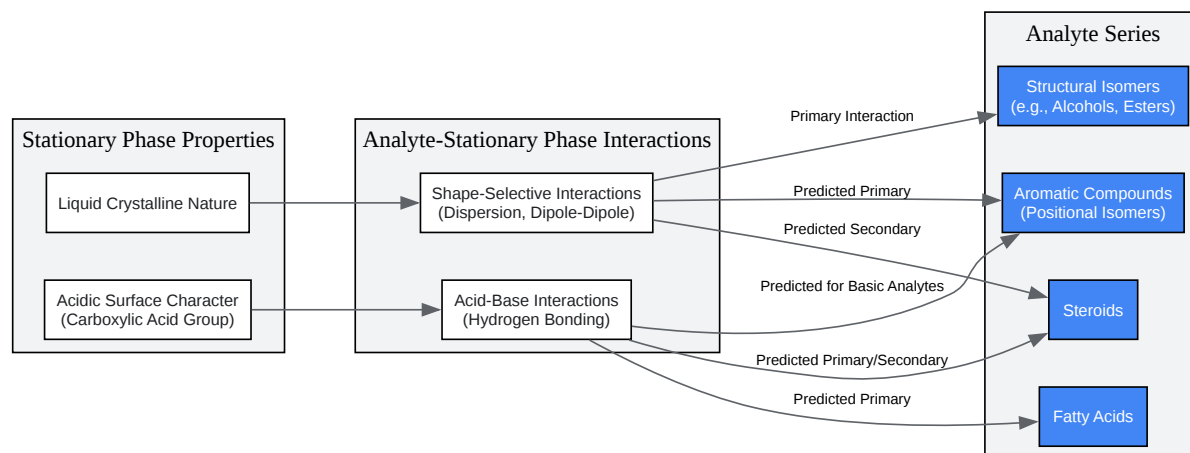 Stationary Phase Properties
Liquid Crystalline Nature
Acidic Surface Character
(Carboxylic Acid Group)
Analyte-Stationary Phase Interactions
Shape-Selective Interactions
(Dispersion, Dipole-Dipole)
Acid-Base Interactions
(Hydrogen Bonding)
Primary Interaction
Predicted Primary
Predicted Secondary
Predicted for Basic Analytes
Predicted Primary/Secondary
Predicted Primary
Analyte Series
Structural Isomers
(e.g., Alcohols, Esters)
Aromatic Compounds
(Positional Isomers)
Steroids
Fatty Acids